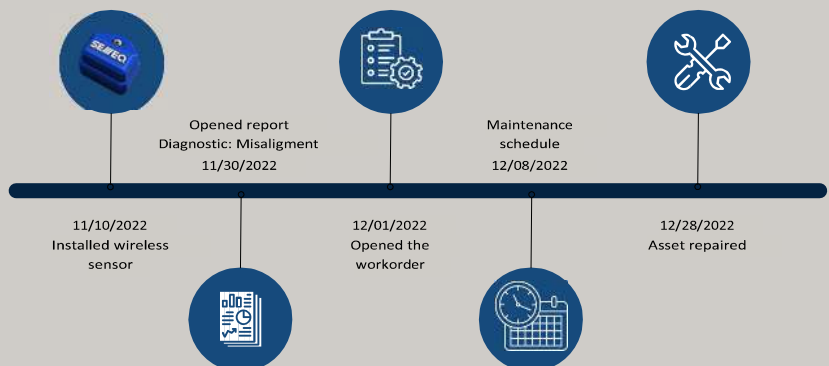 SEMEQ
11/10/2022
Installed wireless
sensor
Opened report
Diagnostic: Misaligment
11/30/2022
12/01/2022
Opened the
workorder
Maintenance
schedule
12/08/2022
12/28/2022
Asset repaired